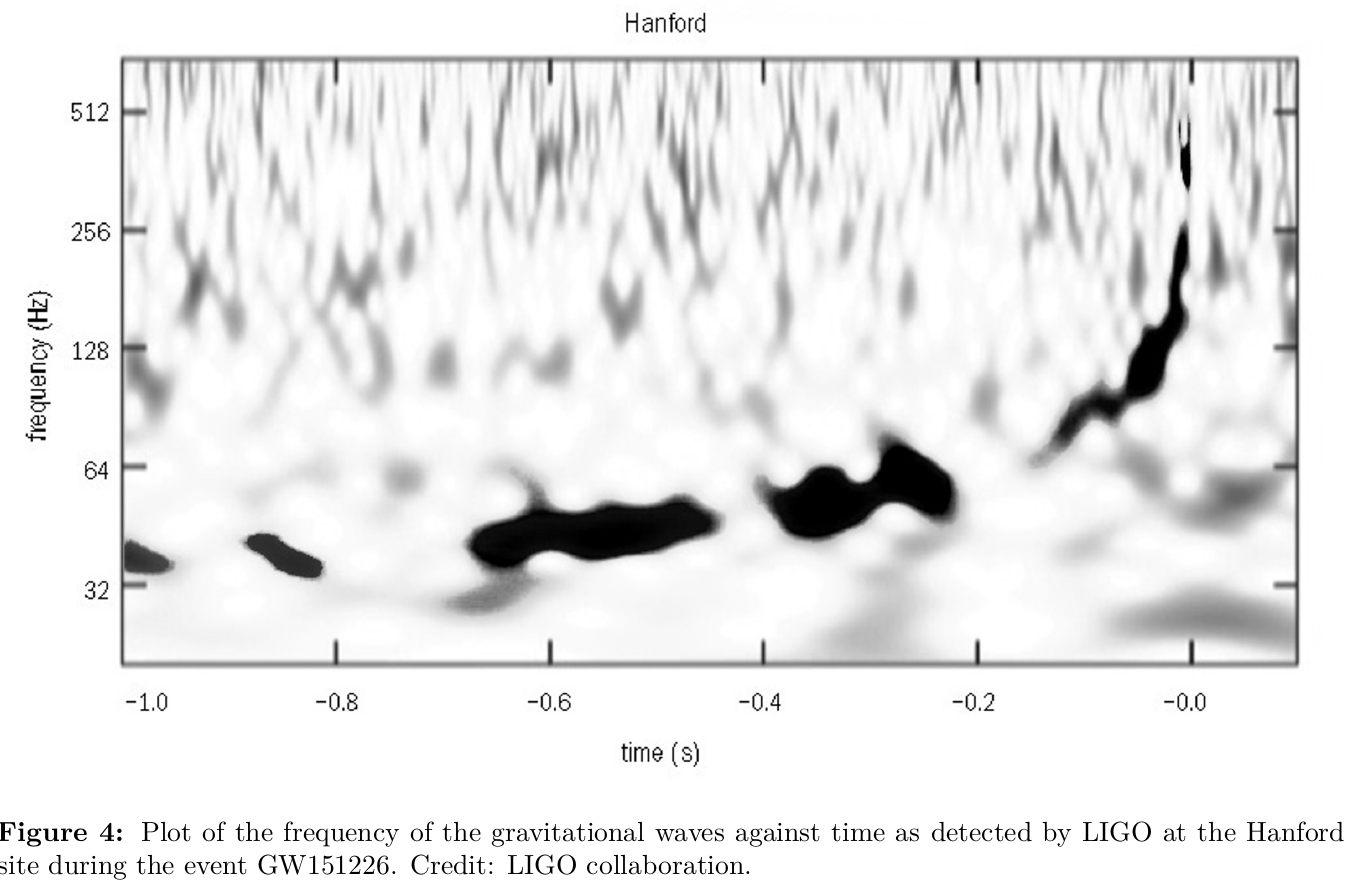 Hanford
512
256
128
64
32
frequency (Hz)
−1.0 −0.8 −0.6 −0.4 −0.2 −0.0
time (s)
Figure 4: Plot of the frequency of the gravitational waves against time as detected by LIGO at the Hanford
site during the event GW151226. Credit: LIGO collaboration.